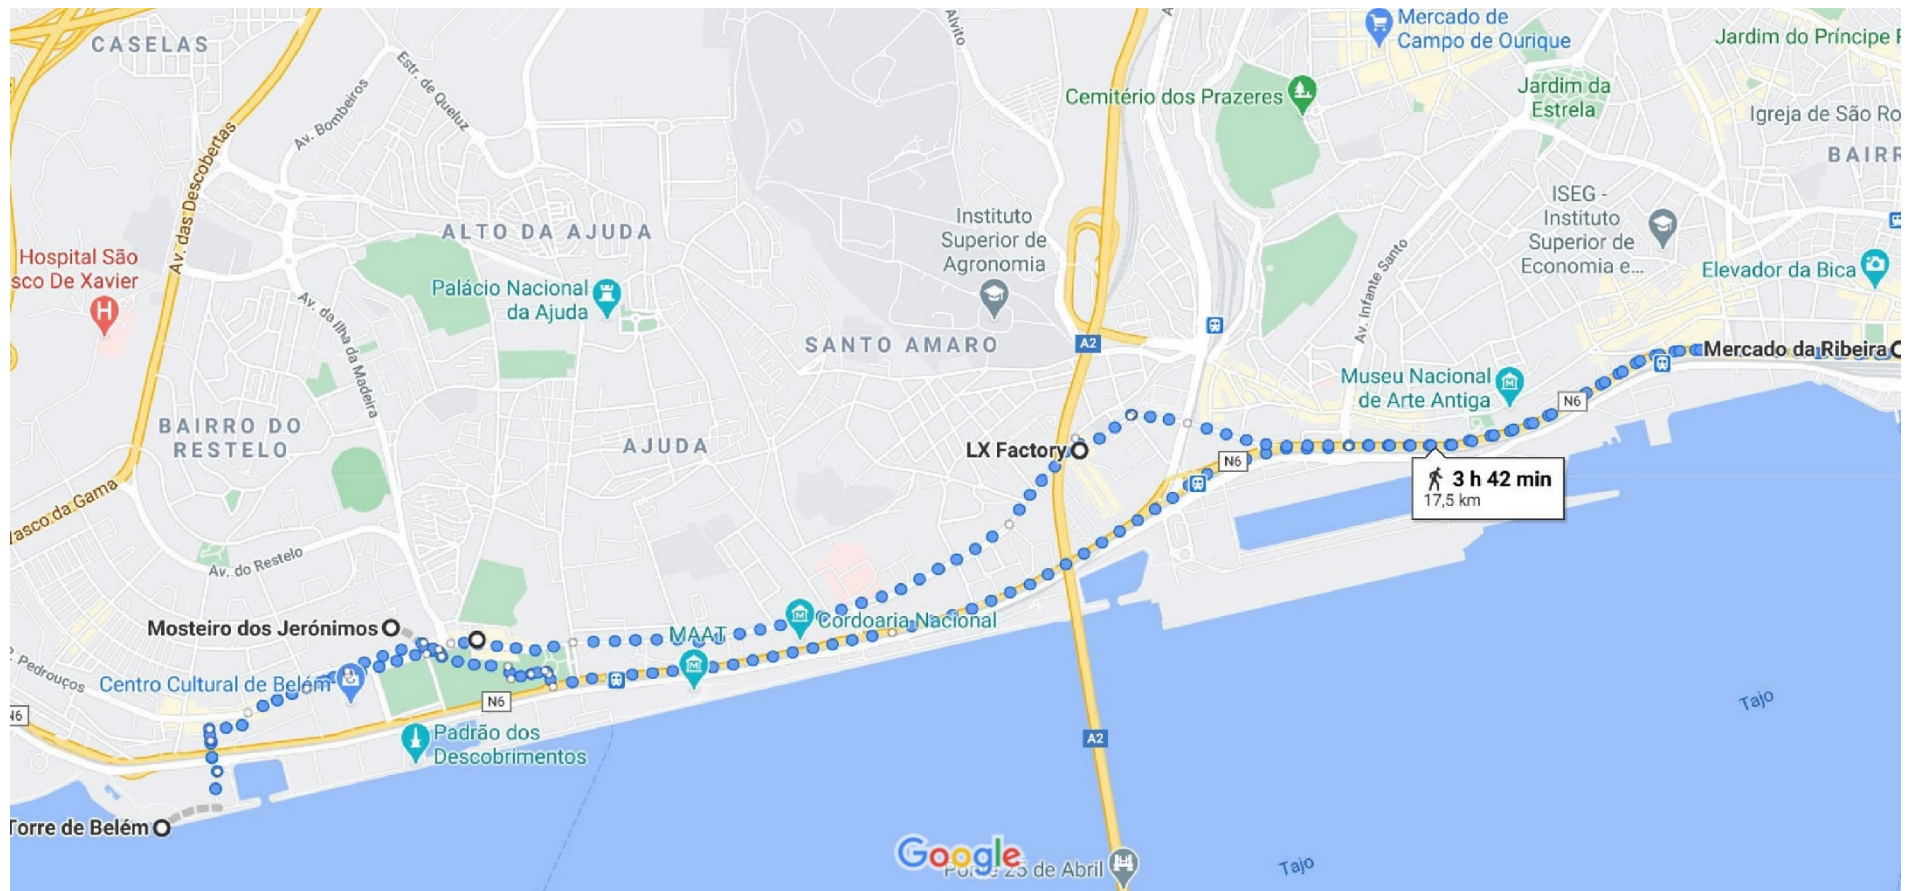 CASELAS
Alvito
A
Mercado de
Campo de Ourique
Jardim do Príncipe
Estr. de Queluz
Av. Bombeiros
Cemitério dos Prazeres
Jardim da
Estrela
Igreja de São Ro
BAIRR
Av. das Descobertas
ALTO DA AJUDA
Instituto
Superior de
Agronomia
ISEG -
Instituto
Superior de
Economia e...
Hospital São
sco De Xavier
H
Palácio Nacional
da Ajuda
Elevador da Bica
Av. Infante Santo
Av. da Ilha da Madeira
SANTO AMARO
A2
Mercado da Ribeira
Museu Nacional
de Arte Antiga
N6
BAIRRO DO
RESTELO
AJUDA
LX Factory
N6
3 h 42 min
17,5 km
Vasco da Gama
Av. do Restelo
Mosteiro dos Jerónimos
MAAT
Cordoaria Nacional
Pedrouços
Centro Cultural de Belém
N6
N6
Tajo
Padrão dos
Descobrimentos
A2
Torre de Belém
Google
Ponte 25 de Abril
Tajo